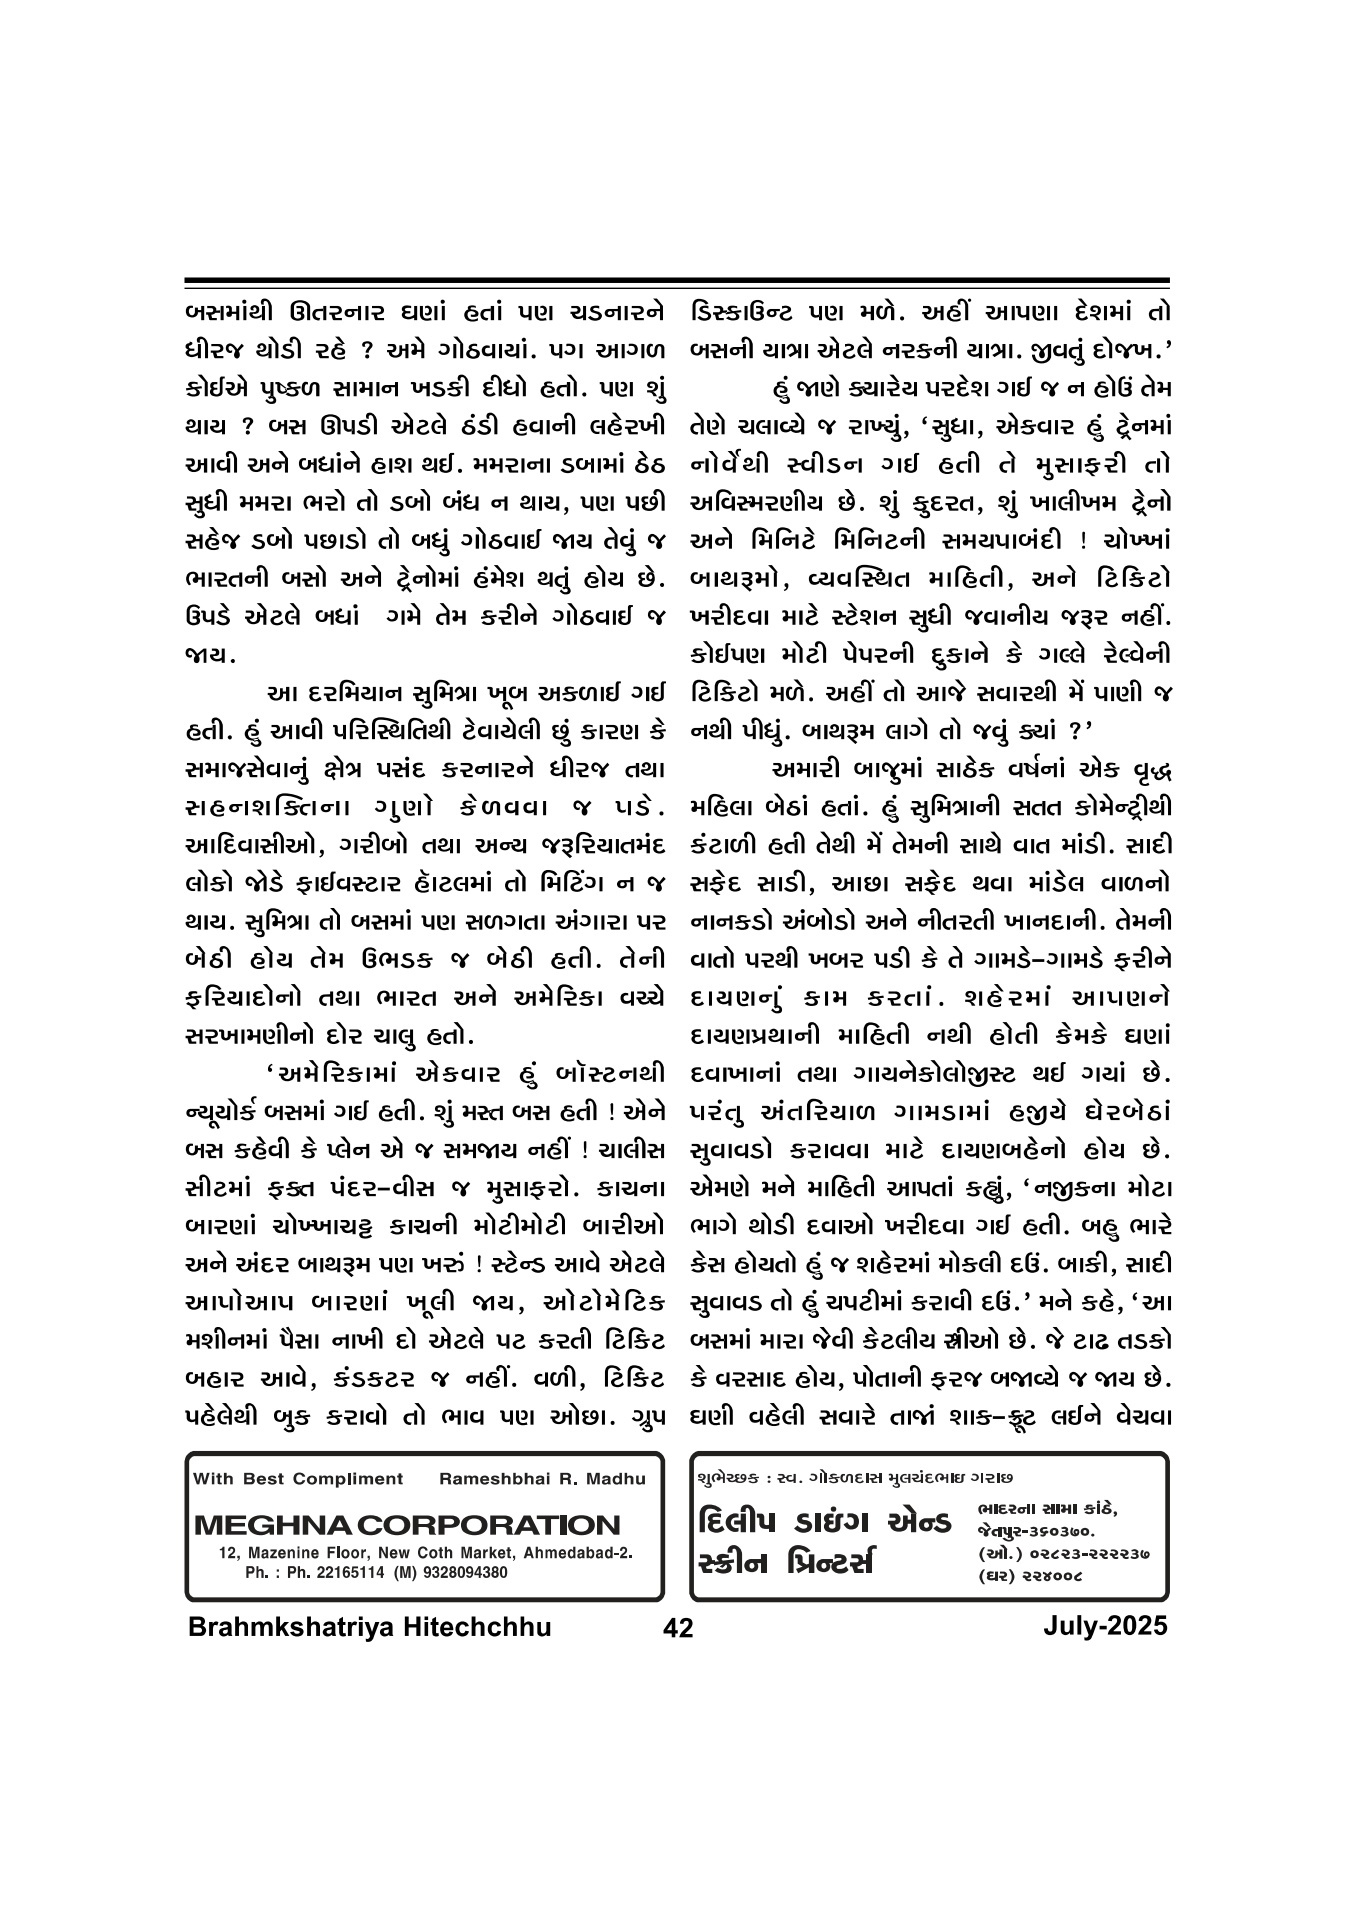 બસમાંથી ઊતરનાર ઘણાં હતાં પણ ચડનારને
ધીરજ થોડી રહે ? અમે ગોઠવાયાં. પગ આગળ
કોઈએ પુષ્કળ સામાન ખડકી દીધો હતો. પણ શું
થાય ? બસ ઊપડી એટલે ઠંડી હવાની લહેરખી
આવી અને બધાંને હાશ થઈ. મમરાના ડબામાં ઠેઠ
સુધી મમરા ભરો તો ડબો બંધ ન થાય, પણ પછી
સહેજ ડબો પછાડો તો બધું ગોઠવાઈ જાય તેવું જ
ભારતની બસો અને ટ્રેનોમાં હંમેશ થતું હોય છે.
ઉપડે એટલે બધાં ગમે તેમ કરીને ગોઠવાઈ જ
જાય.
આ દરમિયાન સુમિત્રા ખૂબ અકળાઈ ગઈ
હતી. હું આવી પરિસ્થિતિથી ટેવાયેલી છું કારણ કે
સમાજસેવાનું ક્ષેત્ર પસંદ કરનારને ધીરજ તથા
સહનશક્તિના ગુણો કેળવવા જ પડે.
આદિવાસીઓ, ગરીબો તથા અન્ય જરૂરિયાતમંદ
લોકો જોડે ફાઈવસ્ટાર હૉટલમાં તો મિટિંગ ન જ
થાય. સુમિત્રા તો બસમાં પણ સળગતા અંગારા પર
બેઠી હોય તેમ ઉભડક જ બેઠી હતી. તેની
ફરિયાદોનો તથા ભારત અને અમેરિકા વચ્ચે
સરખામણીનો દોર ચાલુ હતો.
‘અમેરિકામાં એકવાર હું બૉસ્ટનથી
ન્યૂયોર્ક બસમાં ગઈ હતી. શું મસ્ત બસ હતી ! એને
બસ કહેવી કે પ્લેન એ જ સમજાય નહીં ! ચાલીસ
સીટમાં ફક્ત પંદર–વીસ જ મુસાફરો. કાચના
બારણાં ચોખ્ખાચટ્ટ કાચની મોટીમોટી બારીઓ
અને અંદર બાથરૂમ પણ ખરું ! સ્ટેન્ડ આવે એટલે
આપોઆપ બારણાં ખૂલી જાય, ઓટોમેટિક
મશીનમાં પૈસા નાખી દો એટલે પટ કરતી ટિકિટ
બહાર આવે, કંડકટર જ નહીં. વળી, ટિકિટ
પહેલેથી બુક કરાવો તો ભાવ પણ ઓછા. ગ્રુપ
ડિસ્કાઉન્ટ પણ મળે. અહીં આપણા દેશમાં તો
બસની યાત્રા એટલે નરકની યાત્રા. જીવતું દોજખ.’
હું જાણે ક્યારેય પરદેશ ગઈ જ ન હોઉં તેમ
તેણે ચલાવ્યે જ રાખ્યું, ‘સુધા, એકવાર હું ટ્રેનમાં
નોર્વેથી સ્વીડન ગઈ હતી તે મુસાફરી તો
અવિસ્મરણીય છે. શું કુદરત, શું ખાલીખમ ટ્રેનો
અને મિનિટે મિનિટની સમયપાબંદી ! ચોખ્ખાં
બાથરૂમો, વ્યવસ્થિત માહિતી, અને ટિકિટો
ખરીદવા માટે સ્ટેશન સુધી જવાનીય જરૂર નહીં.
કોઈપણ મોટી પેપરની દુકાને કે ગલ્લે રેલ્વેની
ટિકિટો મળે. અહીં તો આજે સવારથી મેં પાણી જ
નથી પીધું. બાથરૂમ લાગે તો જવું ક્યાં ?’
અમારી બાજુમાં સાઠેક વર્ષનાં એક વૃદ્ધ
મહિલા બેઠાં હતાં. હું સુમિત્રાની સતત કોમેન્ટ્રીથી
કંટાળી હતી તેથી મેં તેમની સાથે વાત માંડી. સાદી
સફેદ સાડી, આછા સફેદ થવા માંડેલ વાળનો
નાનકડો અંબોડો અને નીતરતી ખાનદાની. તેમની
વાતો પરથી ખબર પડી કે તે ગામડે–ગામડે ફરીને
દાયણનું કામ કરતાં. શહેરમાં આપણને
દાયણપ્રથાની માહિતી નથી હોતી કેમકે ઘણાં
દવાખાનાં તથા ગાયનેકોલોજીસ્ટ થઈ ગયાં છે.
પરંતુ અંતરિયાળ ગામડામાં હજીયે ઘેરબેઠાં
સુવાવડો કરાવવા માટે દાયણબહેનો હોય છે.
એમણે મને માહિતી આપતાં કહ્યું, ‘નજીકના મોટા
ભાગે થોડી દવાઓ ખરીદવા ગઈ હતી. બહુ ભારે
કેસ હોયતો હું જ શહેરમાં મોકલી દઉં. બાકી, સાદી
સુવાવડ તો હું ચપટીમાં કરાવી દઉં.’ મને કહે, ‘આ
બસમાં મારા જેવી કેટલીય સ્ત્રીઓ છે. જે ટાઢ તડકો
કે વરસાદ હોય, પોતાની ફરજ બજાવ્યે જ જાય છે.
ઘણી વહેલી સવારે તાજાં શાક–ફ્રૂટ લઈને વેચવા
With Best Compliment Rameshbhai R. Madhu
MEGHNA CORPORATION
12, Mazenine Floor, New Coth Market, Ahmedabad-2.
Ph. : Ph. 22165114 (M) 9328094380
શુભેચ્છક : સ્વ. ગોકળદાસ મુલચંદભાઇ ગરાછ
દિલીપ ડાઇંગ એન્ડ
સ્ક્રીન પ્રિન્ટર્સ
ભાદરના સામા કાંઠે,
જેતપુર-૩૬૦૩૭૦.
(ઓ.) ૦૨૮૨૩-૨૨૨૨૩૭
(ઘર) ૨૨૪૦૦૮
Brahmkshatriya Hitechchhu 42 July-2025